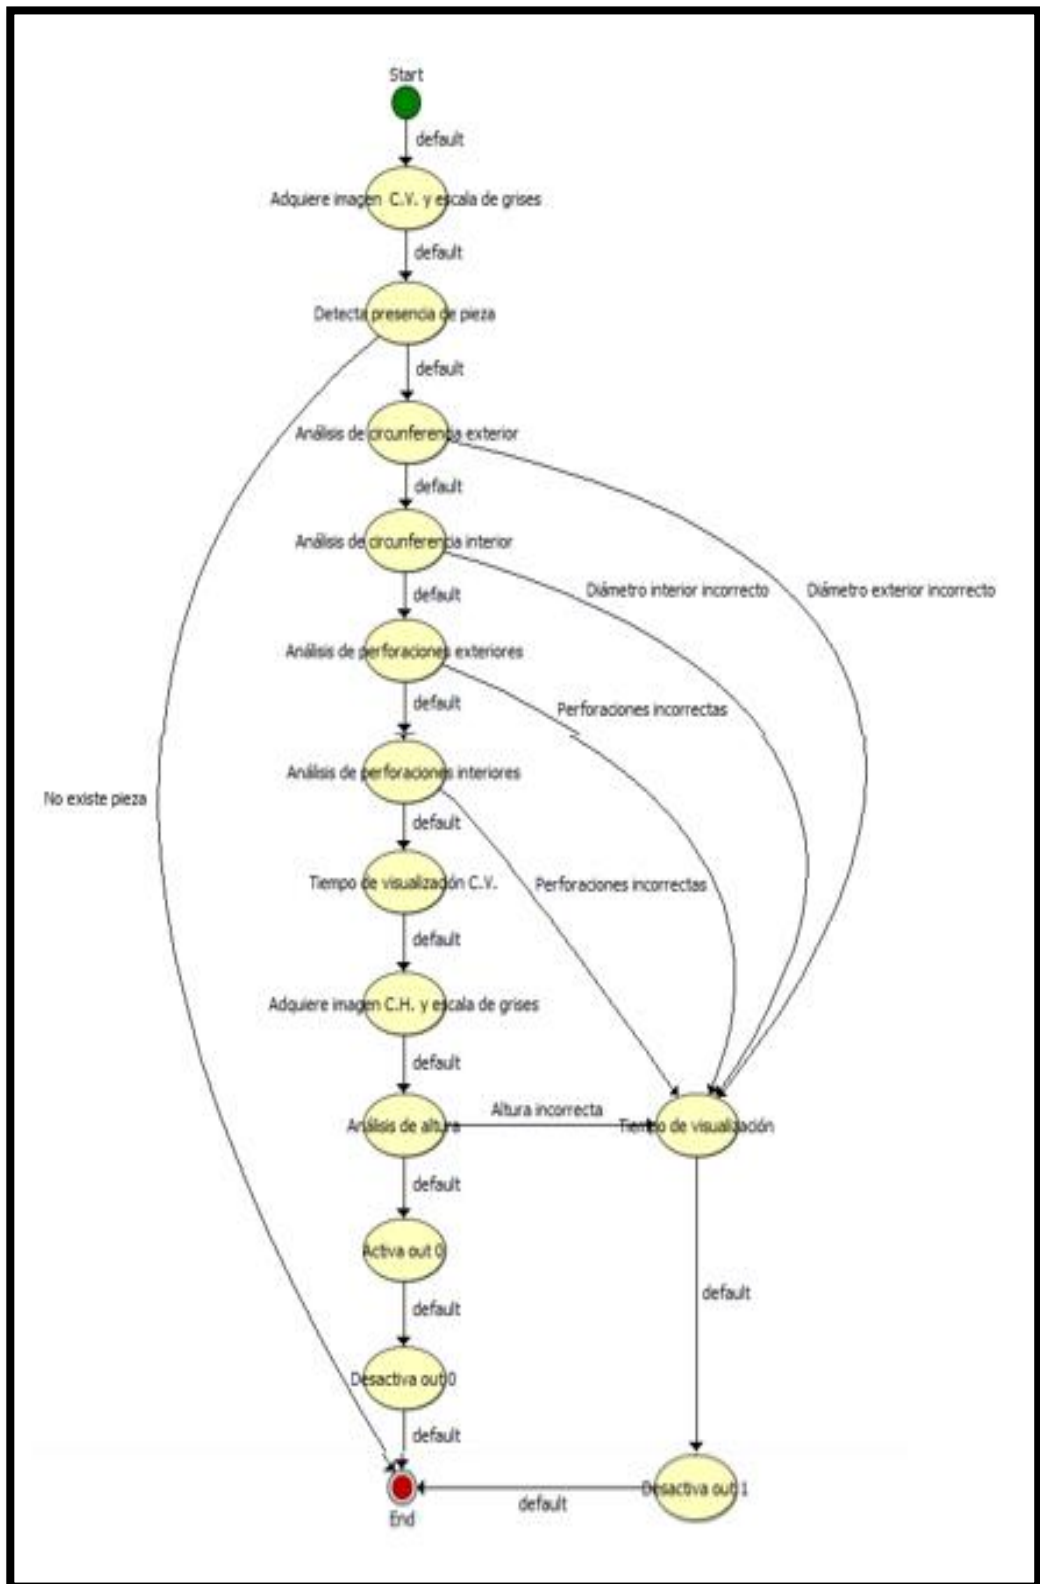 Start
default
Adquiere imagen C.V. y escala de grises
default
Detecta presencia de pieza
default
Análisis de circunferencia exterior
default
Análisis de circunferencia interior
Diámetro interior incorrecto
Diámetro exterior incorrecto
default
Análisis de perforaciones exteriores
default
Perforaciones incorrectas
Análisis de perforaciones interiores
No existe pieza
default
Tiempo de visualización C.V.
Perforaciones incorrectas
default
Adquiere imagen C.H. y escala de grises
default
Altura incorrecta
Análisis de altura
Tiempo de visualización
default
Activa out 0
default
default
Desactiva out 0
default
Desactiva out 1
default
End